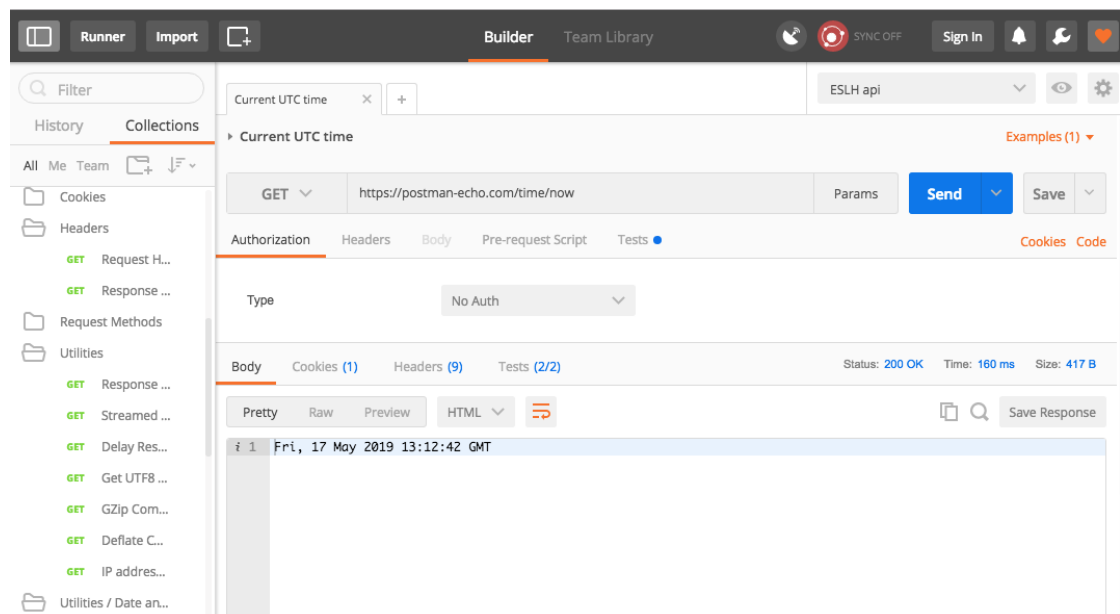 Runner Import Builder Team Library SYNC OFF Sign In
Filter
History Collections
All Me Team
Cookies
Headers
GET Request H...
GET Response ...
Request Methods
Utilities
GET Response ...
GET Streamed ...
GET Delay Res...
GET Get UTF8 ...
GET GZip Com...
GET Deflate C...
GET IP addres...
Utilities / Date an...
Current UTC time
ESLH api
Current UTC time
Examples (1)
GET https://postman-echo.com/time/now Params Send Save
Authorization Headers Body Pre-request Script Tests
Cookies Code
Type No Auth
Body Cookies (1) Headers (9) Tests (2/2) Status: 200 OK Time: 160 ms Size: 417 B
Pretty Raw Preview HTML Save Response
i 1 Fri, 17 May 2019 13:12:42 GMT